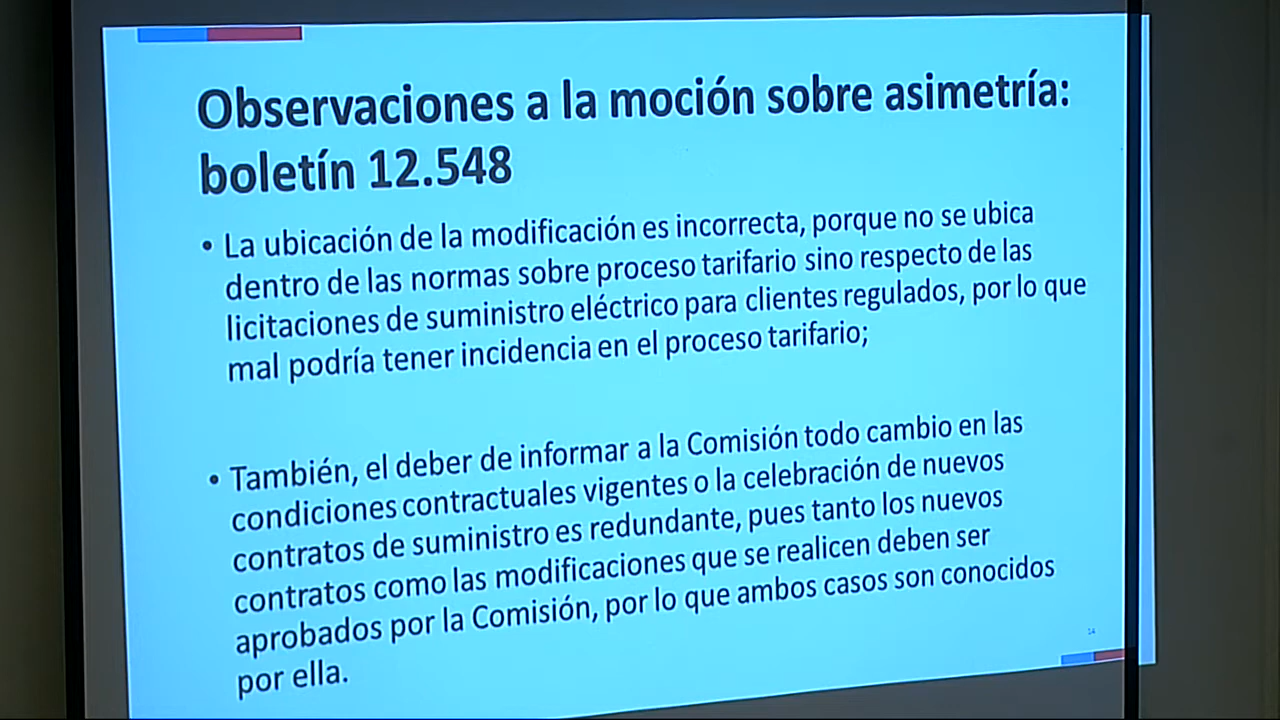 Observaciones a la moción sobre asimetría:
boletín 12.548
• La ubicación de la modificación es incorrecta, porque no se ubica
dentro de las normas sobre proceso tarifario sino respecto de las
licitaciones de suministro eléctrico para clientes regulados, por lo que
mal podría tener incidencia en el proceso tarifario;
• También, el deber de informar a la Comisión todo cambio en las
condiciones contractuales vigentes o la celebración de nuevos
contratos de suministro es redundante, pues tanto los nuevos
contratos como las modificaciones que se realicen deben ser
aprobados por la Comisión, por lo que ambos casos son conocidos
por ella.
14